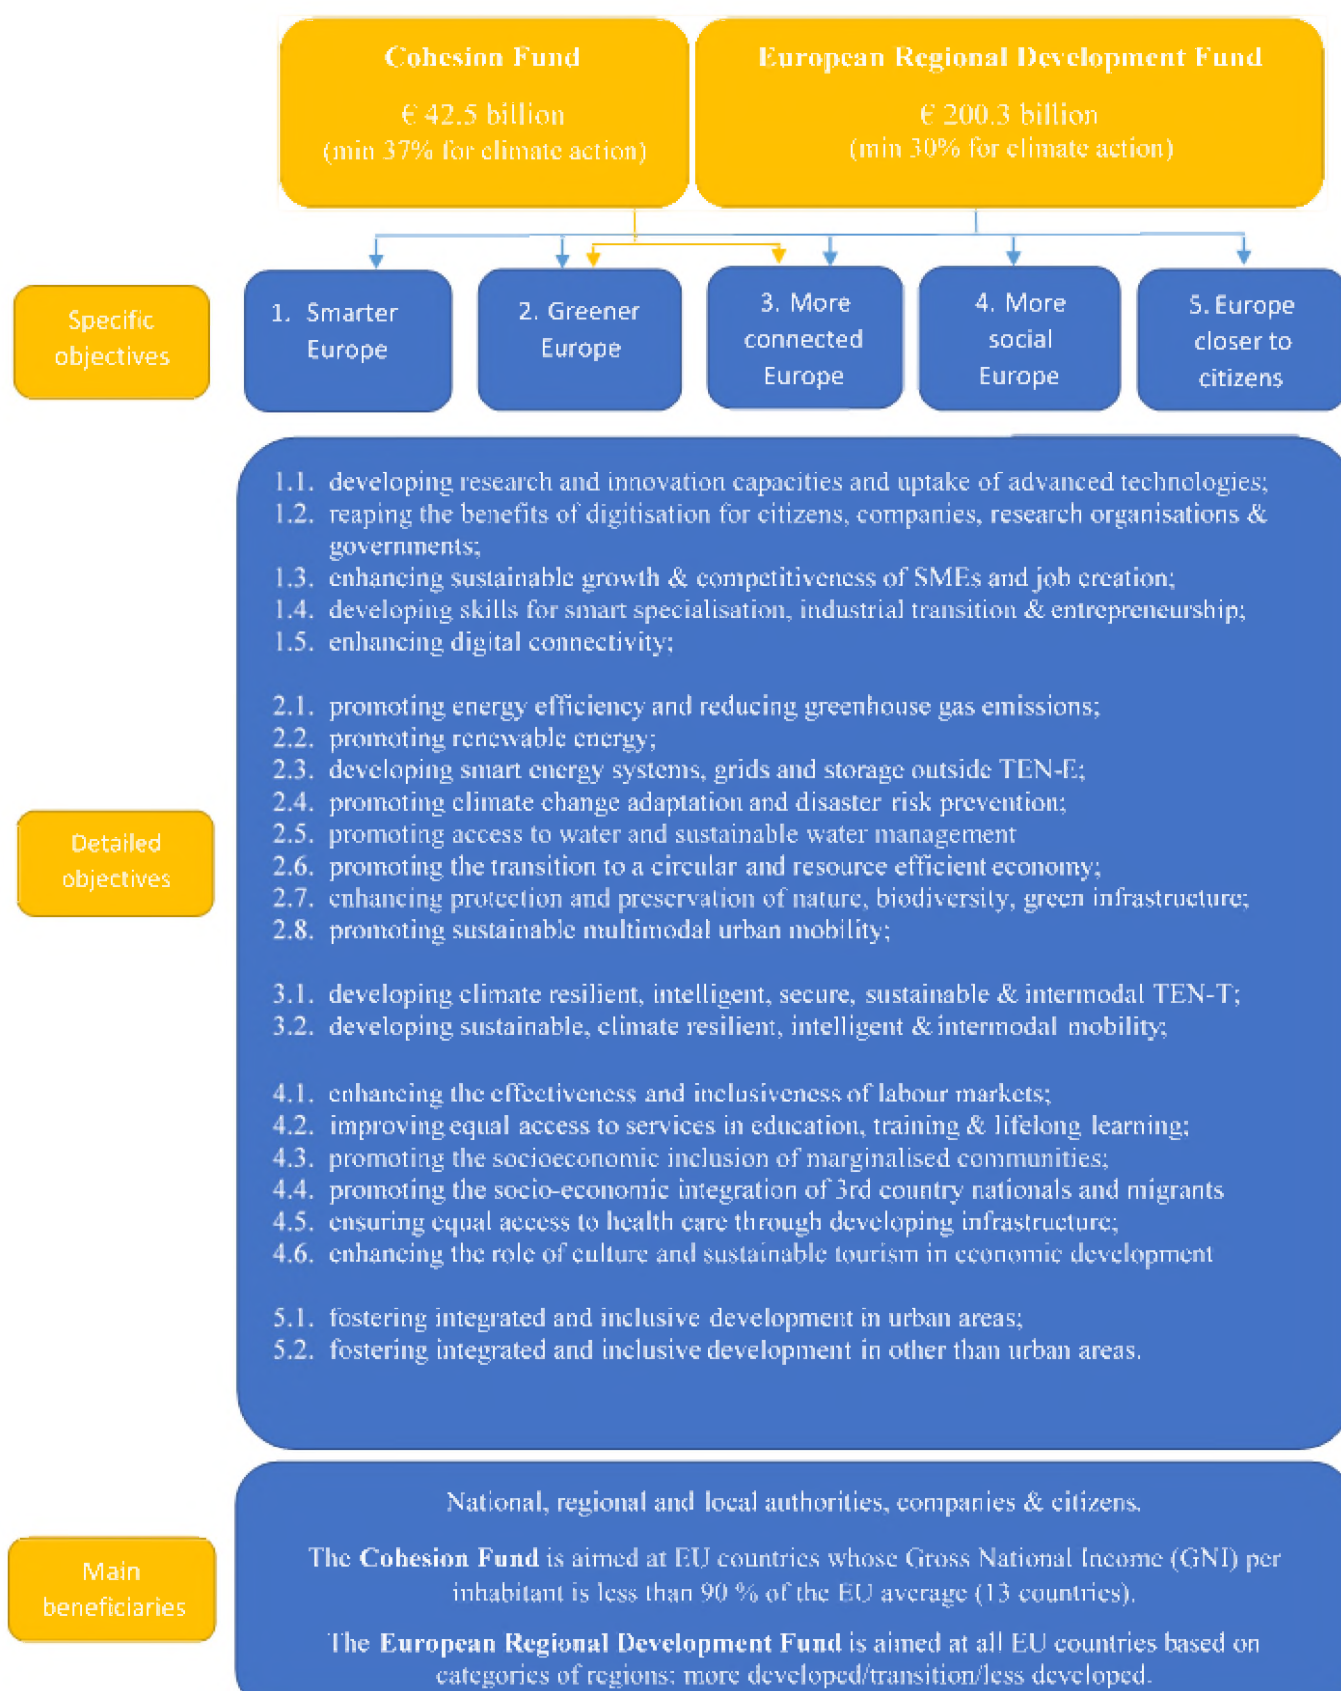 Cohesion Fund
€ 42.5 billion
(min 37% for climate action)
European Regional Development Fund
€ 200.3 billion
(min 30% for climate action)
Specific
objectives
1. Smarter
Europe
2. Greener
Europe
3. More
connected
Europe
4. More
social
Europe
5. Europe
closer to
citizens
Detailed
objectives
1.1. developing research and innovation capacities and uptake of advanced technologies;
1.2. reaping the benefits of digitisation for citizens, companies, research organisations &
governments;
1.3. enhancing sustainable growth & competitiveness of SMEs and job creation;
1.4. developing skills for smart specialisation, industrial transition & entrepreneurship;
1.5. enhancing digital connectivity;
2.1. promoting energy efficiency and reducing greenhouse gas emissions;
2.2. promoting renewable energy;
2.3. developing smart energy systems, grids and storage outside TEN-E;
2.4. promoting climate change adaptation and disaster risk prevention;
2.5. promoting access to water and sustainable water management
2.6. promoting the transition to a circular and resource efficient economy;
2.7. enhancing protection and preservation of nature, biodiversity, green infrastructure;
2.8. promoting sustainable multimodal urban mobility;
3.1. developing climate resilient, intelligent, secure, sustainable & intermodal TEN-T;
3.2. developing sustainable, climate resilient, intelligent & intermodal mobility;
4.1. enhancing the effectiveness and inclusiveness of labour markets;
4.2. improving equal access to services in education, training & lifelong learning;
4.3. promoting the socioeconomic inclusion of marginalised communities;
4.4. promoting the socio-economic integration of 3rd country nationals and migrants
4.5. ensuring equal access to health care through developing infrastructure;
4.6. enhancing the role of culture and sustainable tourism in economic development
5.1. fostering integrated and inclusive development in urban areas;
5.2. fostering integrated and inclusive development in other than urban areas.
Main
beneficiaries
National, regional and local authorities, companies & citizens.
The Cohesion Fund is aimed at EU countries whose Gross National Income (GNI) per
inhabitant is less than 90 % of the EU average (13 countries).
The European Regional Development Fund is aimed at all EU countries based on
categories of regions: more developed/transition/less developed.